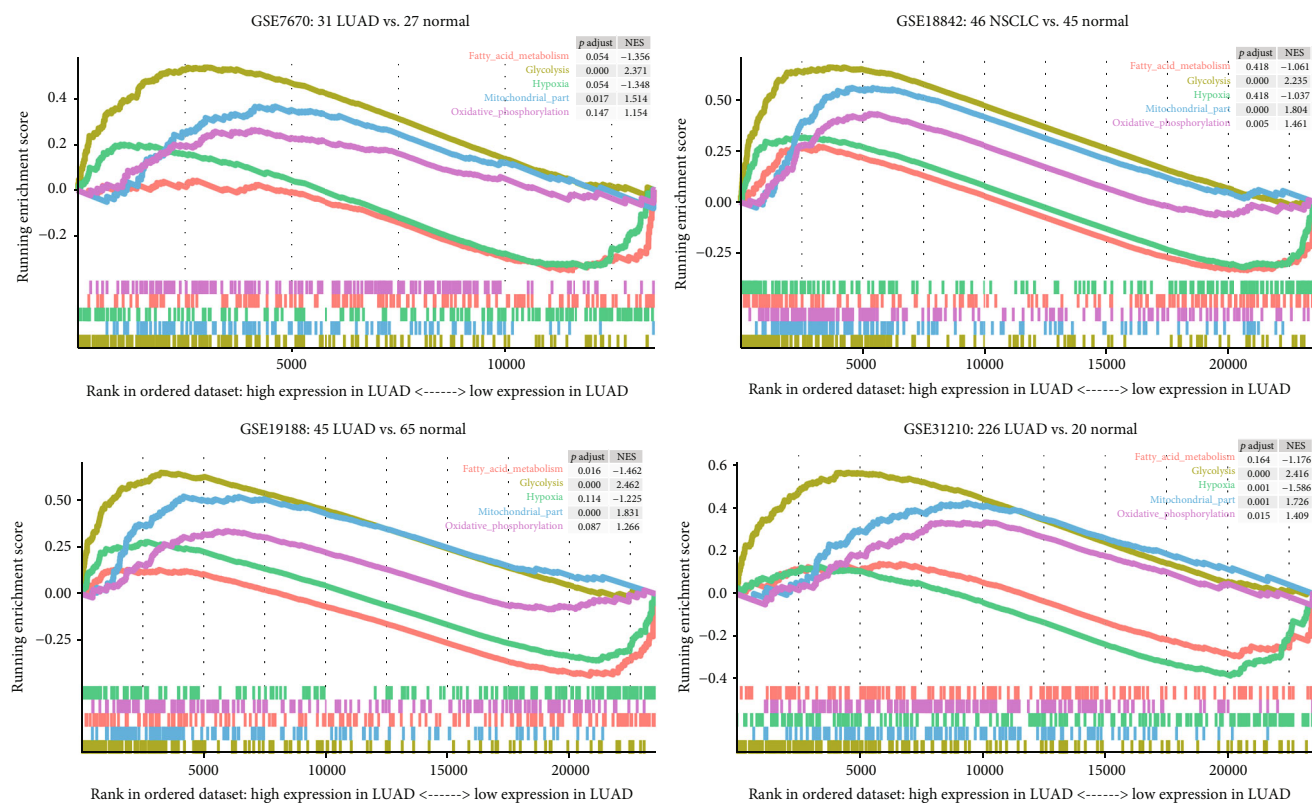 GSE7670: 31 LUAD vs. 27 normal
p adjust NES
Fatty_acid_metabolism 0.054 −1.356
Glycolysis 0.000 2.371
Hypoxia 0.054 −1.348
Mitochondrial_part 0.017 1.514
Oxidative_phosphorylation 0.147 1.154
Running enrichment score
0.4
0.2
0.0
−0.2
5000 10000
Rank in ordered dataset: high expression in LUAD <------> low expression in LUAD
GSE18842: 46 NSCLC vs. 45 normal
p adjust NES
Fatty_acid_metabolism 0.418 −1.061
Glycolysis 0.000 2.235
Hypoxia 0.418 −1.037
Mitochondrial_part 0.000 1.804
Oxidative_phosphorylation 0.005 1.461
Running enrichment score
0.50
0.25
0.00
−0.25
5000 10000 15000 20000
Rank in ordered dataset: high expression in LUAD <------> low expression in LUAD
GSE19188: 45 LUAD vs. 65 normal
p adjust NES
Fatty_acid_metabolism 0.016 −1.462
Glycolysis 0.000 2.462
Hypoxia 0.114 −1.225
Mitochondrial_part 0.000 1.831
Oxidative_phosphorylation 0.087 1.266
Running enrichment score
0.50
0.25
0.00
−0.25
5000 10000 15000 20000
Rank in ordered dataset: high expression in LUAD <------> low expression in LUAD
GSE31210: 226 LUAD vs. 20 normal
p adjust NES
Fatty_acid_metabolism 0.164 −1.176
Glycolysis 0.000 2.416
Hypoxia 0.001 −1.586
Mitochondrial_part 0.001 1.726
Oxidative_phosphorylation 0.015 1.409
Running enrichment score
0.6
0.4
0.2
0.0
−0.2
−0.4
5000 10000 15000 20000
Rank in ordered dataset: high expression in LUAD <------> low expression in LUAD